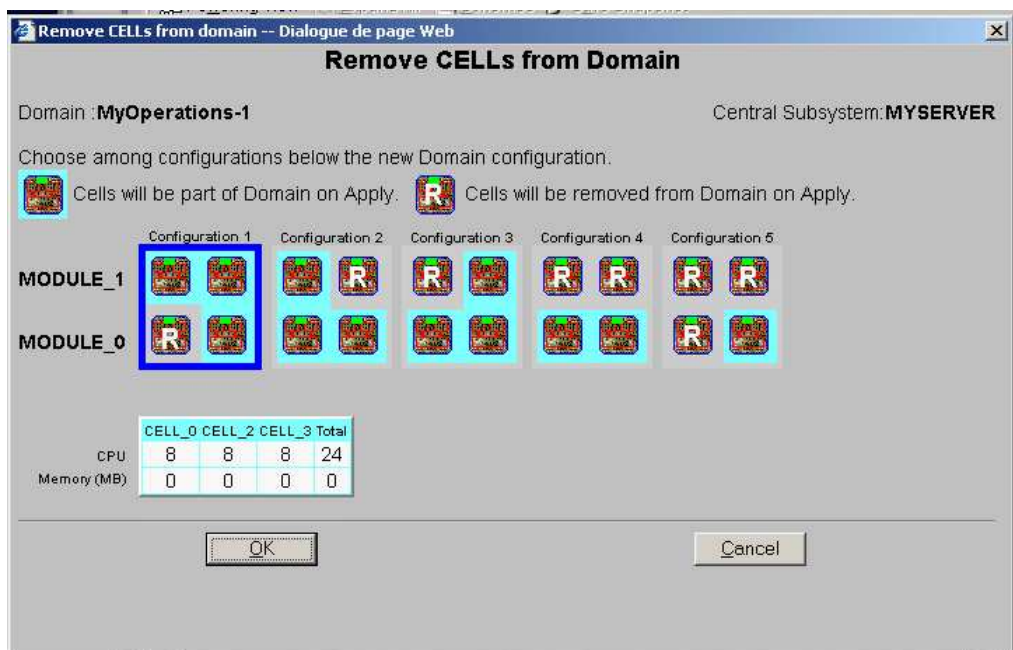 Remove CELLs from domain -- Dialogue de page Web
Remove CELLs from Domain
Domain :MyOperations-1 Central Subsystem:MYSERVER
Choose among configurations below the new Domain configuration.
Cells will be part of Domain on Apply. R Cells will be removed from Domain on Apply.
Configuration 1 Configuration 2 Configuration 3 Configuration 4 Configuration 5
MODULE_1 R R R R R R
MODULE_0 R R
CELL_0 CELL_2 CELL_3 Total
CPU 8 8 8 24
Memory (MB) 0 0 0 0
OK Cancel